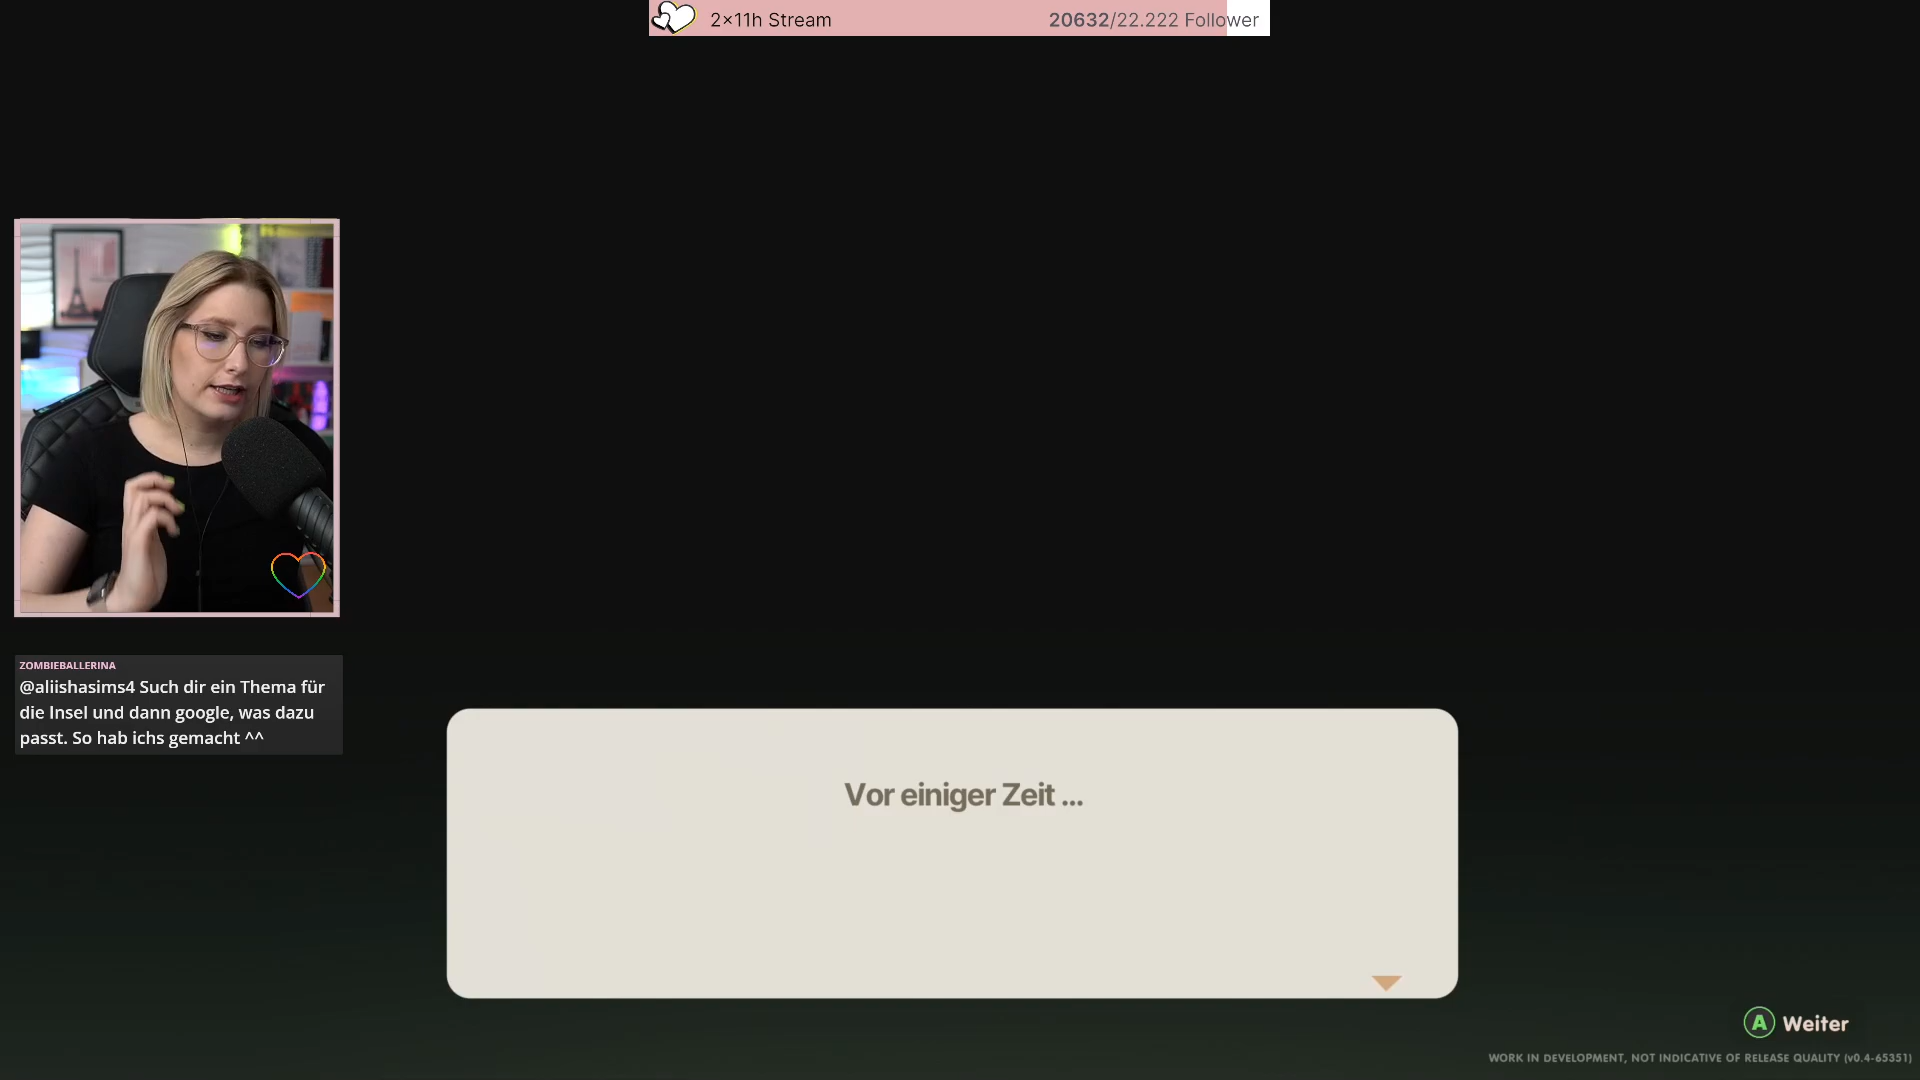 2×11h Stream
20632/22.222 Follower
ZOMBIEBALLERINA
@aliishasims4 Such dir ein Thema für
die Insel und dann google, was dazu
passt. So hab ichs gemacht ^^
Vor einiger Zeit ...
A Weiter
WORK IN DEVELOPMENT, NOT INDICATIVE OF RELEASE QUALITY (v0.4-65351)